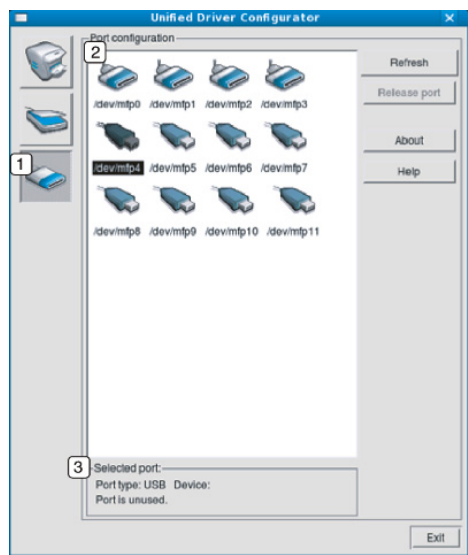 Unified Driver Configurator
Port configuration
2
Refresh
/dev/mfp0 /dev/mfp1 /dev/mfp2 /dev/mfp3
Release port
About
1
/dev/mfp4 /dev/mfp5 /dev/mfp6 /dev/mfp7
Help
/dev/mfp8 /dev/mfp9 /dev/mfp10 /dev/mfp11
3
Selected port:
Port type: USB Device:
Port is unused.
Exit